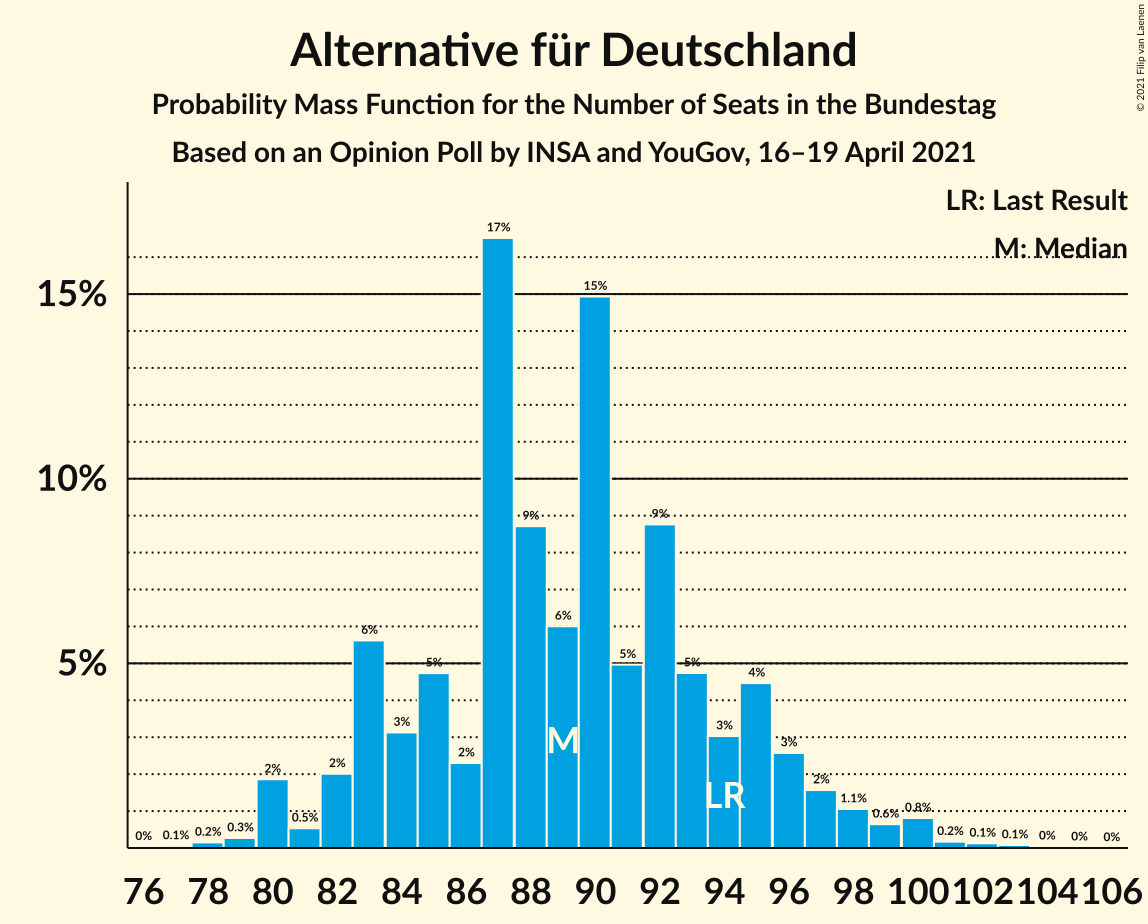 Alternative für Deutschland
Probability Mass Function for the Number of Seats in the Bundestag
Based on an Opinion Poll by INSA and YouGov, 16–19 April 2021
© 2021 Filip van Laenen
LR: Last Result
M: Median
15%
10%
5%
0% 0.1% 0.2% 0.3% 2% 0.5% 2% 6% 3% 5% 2% 17% 9% 6% 15% 5% 9% 5% 3% 4% 3% 2% 1.1% 0.6% 0.8% 0.2% 0.1% 0.1% 0% 0% 0%
M
LR
76 78 80 82 84 86 88 90 92 94 96 98 100 102 104 106